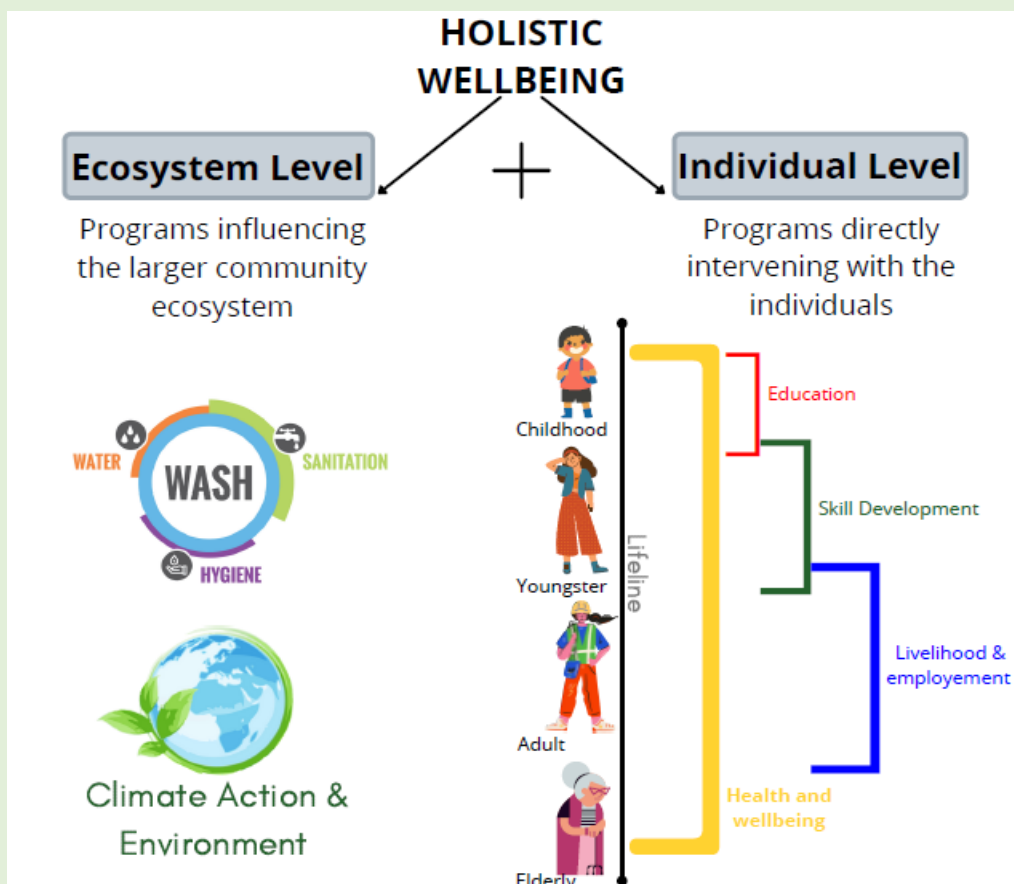 HOLISTIC
WELLBEING
Ecosystem Level
Individual Level
Programs influencing
the larger community
ecosystem
Programs directly
intervening with the
individuals
WATER
WASH
SANITATION
HYGIENE
Climate Action &
Environment
Childhood
Youngster
Adult
Elderly
Lifeline
Education
Skill Development
Livelihood &
employement
Health and
wellbeing